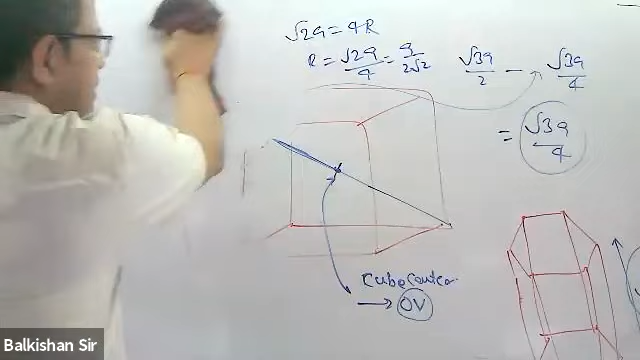 √2a = 4R
R = √2a/4 = a/2√2
√3a/2 - √3a/4
= √3a/4
Cube Center
→ OV
Balkishan Sir